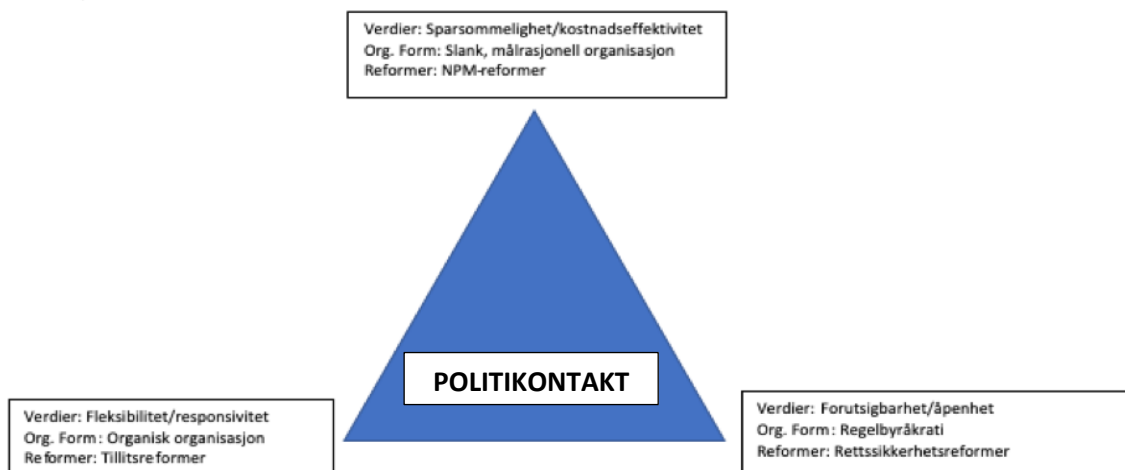 Verdier: Sparsommelighet/kostnadseffektivitet
Org. Form: Slank, målrasjonell organisasjon
Reformer: NPM-reformer
POLITIKONTAKT
Verdier: Fleksibilitet/responsivitet
Org. Form: Organisk organisasjon
Reformer: Tillitsreformer
Verdier: Forutsigbarhet/åpenhet
Org. Form: Regelbyråkrati
Reformer: Rettssikkerhetsreformer